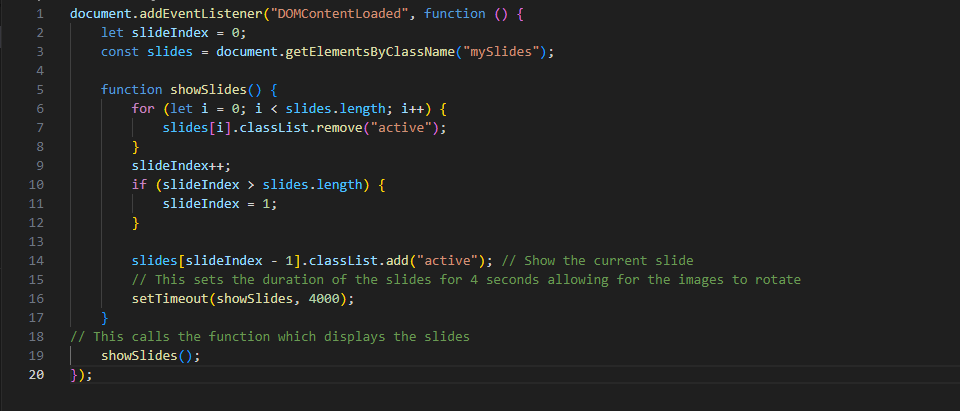 1 document.addEventListener("DOMContentLoaded", function () {
2     let slideIndex = 0;
3     const slides = document.getElementsByClassName("mySlides");
4
5     function showSlides() {
6         for (let i = 0; i < slides.length; i++) {
7             slides[i].classList.remove("active");
8         }
9         slideIndex++;
10         if (slideIndex > slides.length) {
11             slideIndex = 1;
12         }
13
14         slides[slideIndex - 1].classList.add("active"); // Show the current slide
15         // This sets the duration of the slides for 4 seconds allowing for the images to rotate
16         setTimeout(showSlides, 4000);
17     }
18 // This calls the function which displays the slides
19     showSlides();
20 });